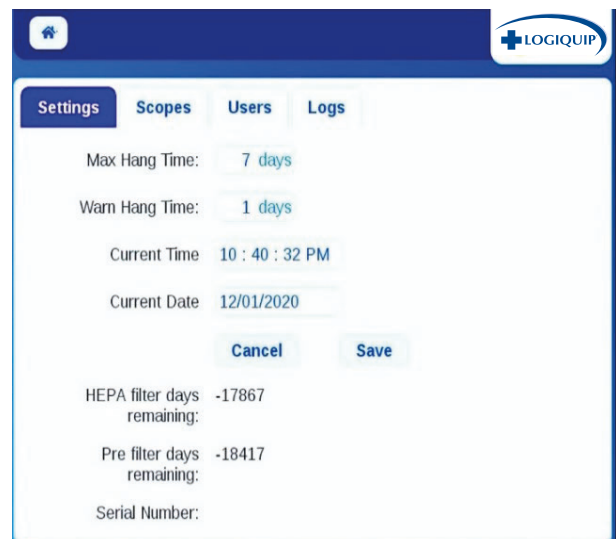 LOGIQUIP
Settings Scopes Users Logs
Max Hang Time: 7 days
Warn Hang Time: 1 days
Current Time 10 : 40 : 32 PM
Current Date 12/01/2020
Cancel Save
HEPA filter days -17867
remaining:
Pre filter days -18417
remaining:
Serial Number: